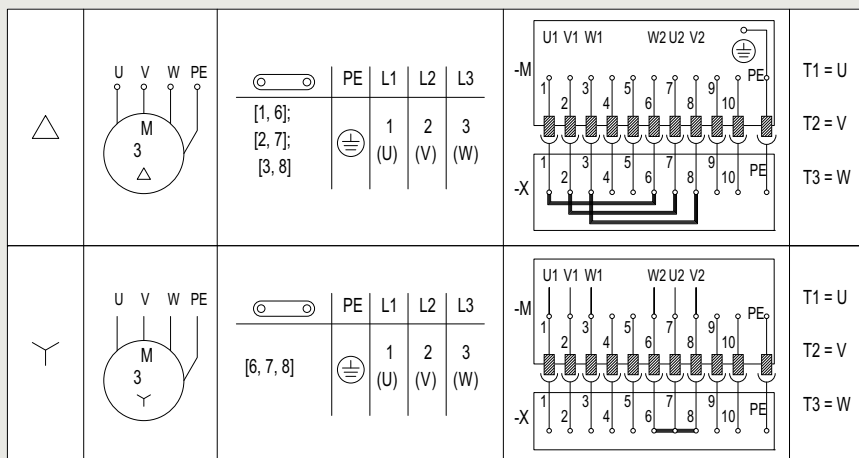 U V W PE
M
3
△
[1, 6];
[2, 7];
[3, 8]
PE L1 L2 L3
1 2 3
(U) (V) (W)
U1 V1 W1 W2 U2 V2
-M
1 2 3 4 5 6 7 8 9 10 PE
-X
1 2 3 4 5 6 7 8 9 10 PE
T1 = U
T2 = V
T3 = W
U V W PE
M
3
[6, 7, 8]
PE L1 L2 L3
1 2 3
(U) (V) (W)
U1 V1 W1 W2 U2 V2
-M
1 2 3 4 5 6 7 8 9 10 PE
-X
1 2 3 4 5 6 7 8 9 10 PE
T1 = U
T2 = V
T3 = W